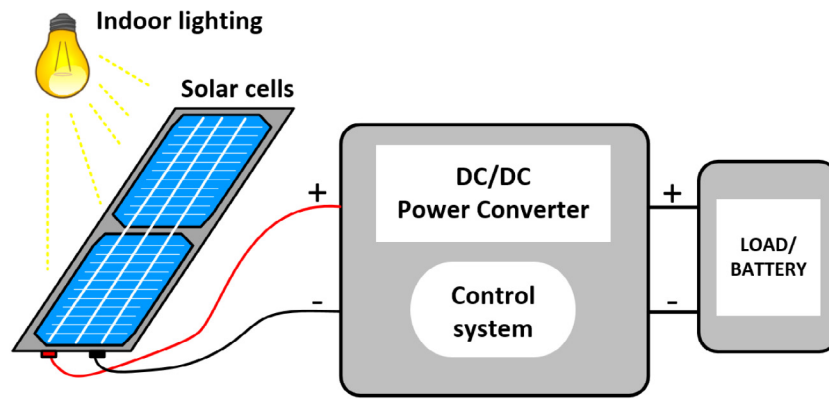 Indoor lighting
Solar cells
+
DC/DC
Power Converter
+
-
Control
system
-
LOAD/
BATTERY